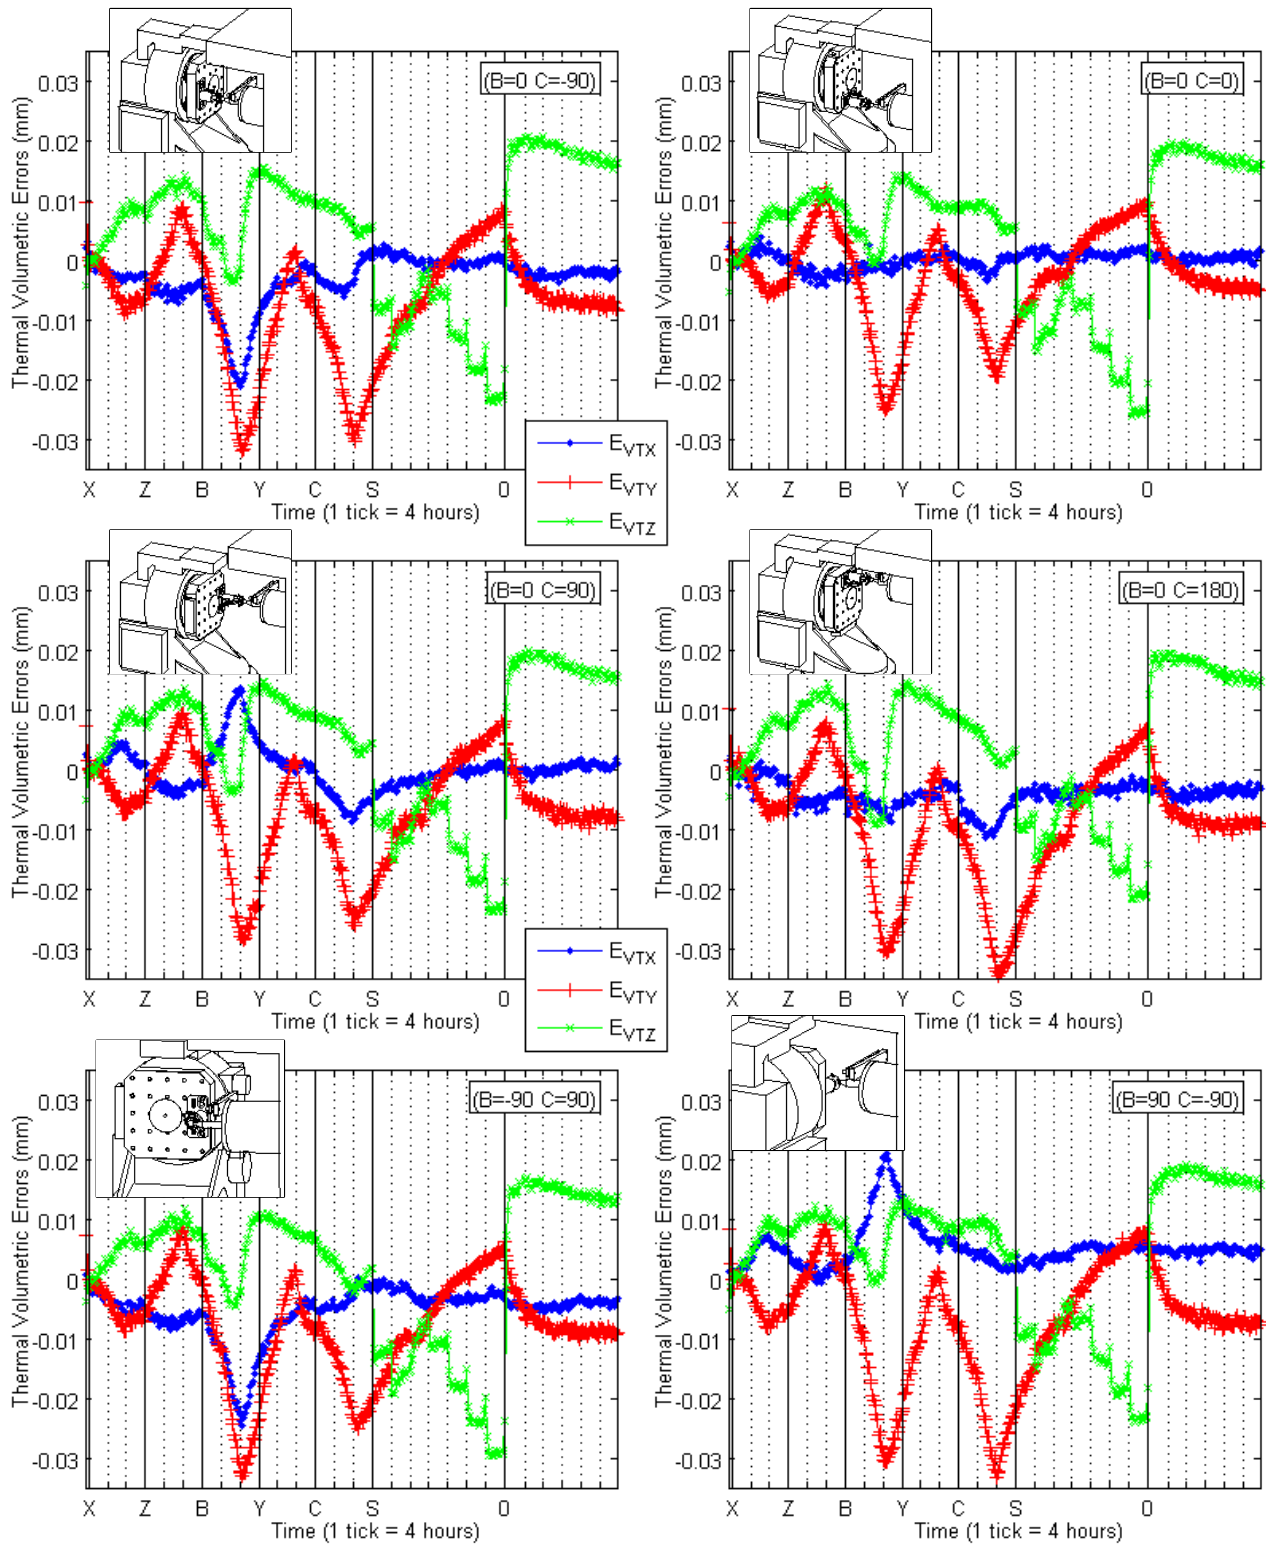 (B=0 C=-90)
Thermal Volumetric Errors (mm)
0.03
0.02
0.01
0
-0.01
-0.02
-0.03
X Z B Y C S 0
Time (1 tick = 4 hours)
(B=0 C=0)
Thermal Volumetric Errors (mm)
0.03
0.02
0.01
0
-0.01
-0.02
-0.03
X Z B Y C S 0
Time (1 tick = 4 hours)
E_VTX
E_VTY
E_VTZ
(B=0 C=90)
Thermal Volumetric Errors (mm)
0.03
0.02
0.01
0
-0.01
-0.02
-0.03
X Z B Y C S 0
Time (1 tick = 4 hours)
(B=0 C=180)
Thermal Volumetric Errors (mm)
0.03
0.02
0.01
0
-0.01
-0.02
-0.03
X Z B Y C S 0
Time (1 tick = 4 hours)
E_VTX
E_VTY
E_VTZ
(B=-90 C=90)
Thermal Volumetric Errors (mm)
0.03
0.02
0.01
0
-0.01
-0.02
-0.03
X Z B Y C S 0
Time (1 tick = 4 hours)
(B=90 C=-90)
Thermal Volumetric Errors (mm)
0.03
0.02
0.01
0
-0.01
-0.02
-0.03
X Z B Y C S 0
Time (1 tick = 4 hours)